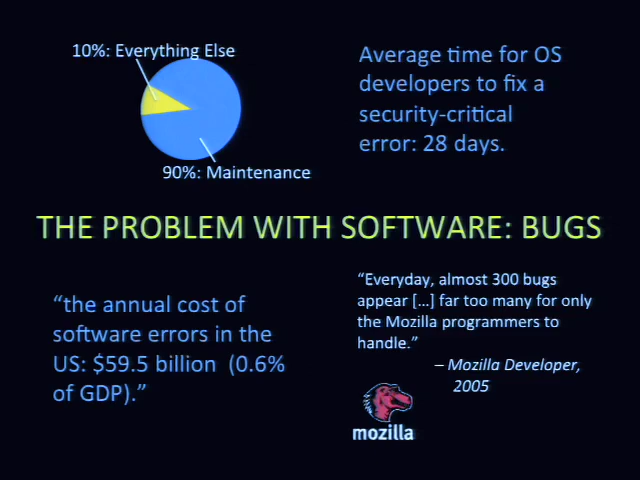 10%: Everything Else
90%: Maintenance
Average time for OS
developers to fix a
security-critical
error: 28 days.
THE PROBLEM WITH SOFTWARE: BUGS
“the annual cost of
software errors in the
US: $59.5 billion (0.6%
of GDP).”
“Everyday, almost 300 bugs
appear […] far too many for only
the Mozilla programmers to
handle.”
– Mozilla Developer,
2005
mozilla